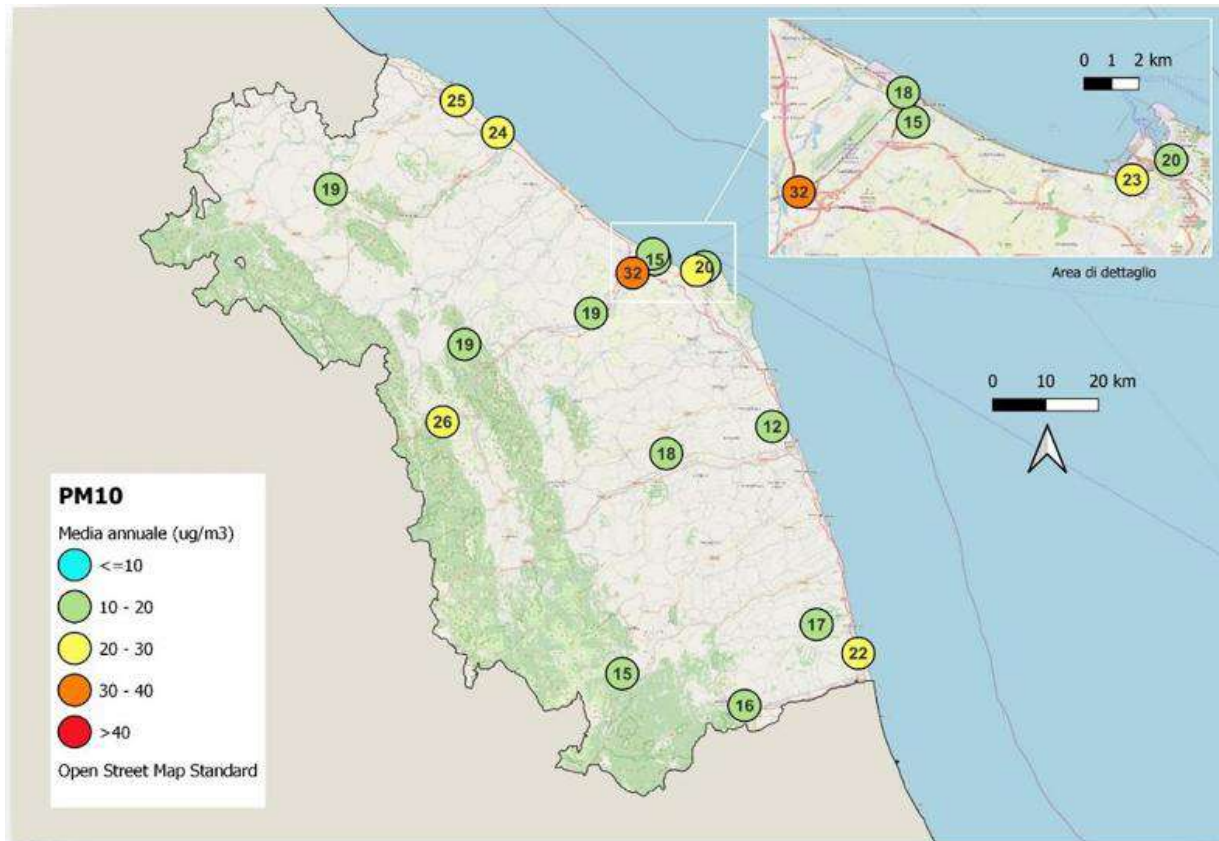 25
24
19
15
32
20
19
19
26
12
18
17
22
15
16
18
15
32
23
20
0 1 2 km
Area di dettaglio
0 10 20 km
PM10
Media annuale (ug/m3)
<=10
10 - 20
20 - 30
30 - 40
>40
Open Street Map Standard